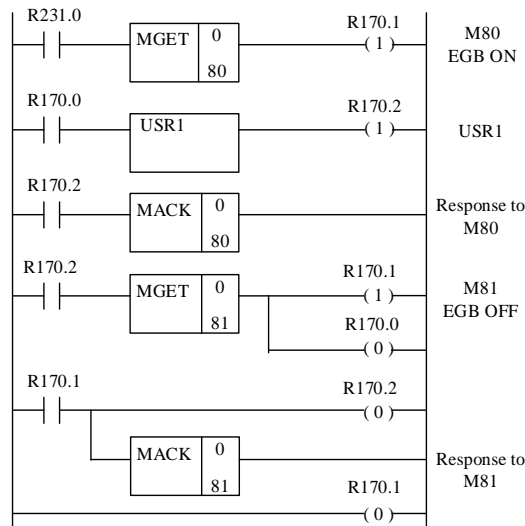 R231.0 MGET 0 80 R170.1 ( 1 ) M80
EGB ON
R170.0 USR1 R170.2 ( 1 ) USR1
R170.2 MACK 0 80 Response to
M80
R170.2 MGET 0 81 R170.1 ( 1 ) M81
EGB OFF
R170.0 ( 0 )
R170.1 R170.2 ( 0 )
MACK 0 81 Response to
M81
R170.1 ( 0 )